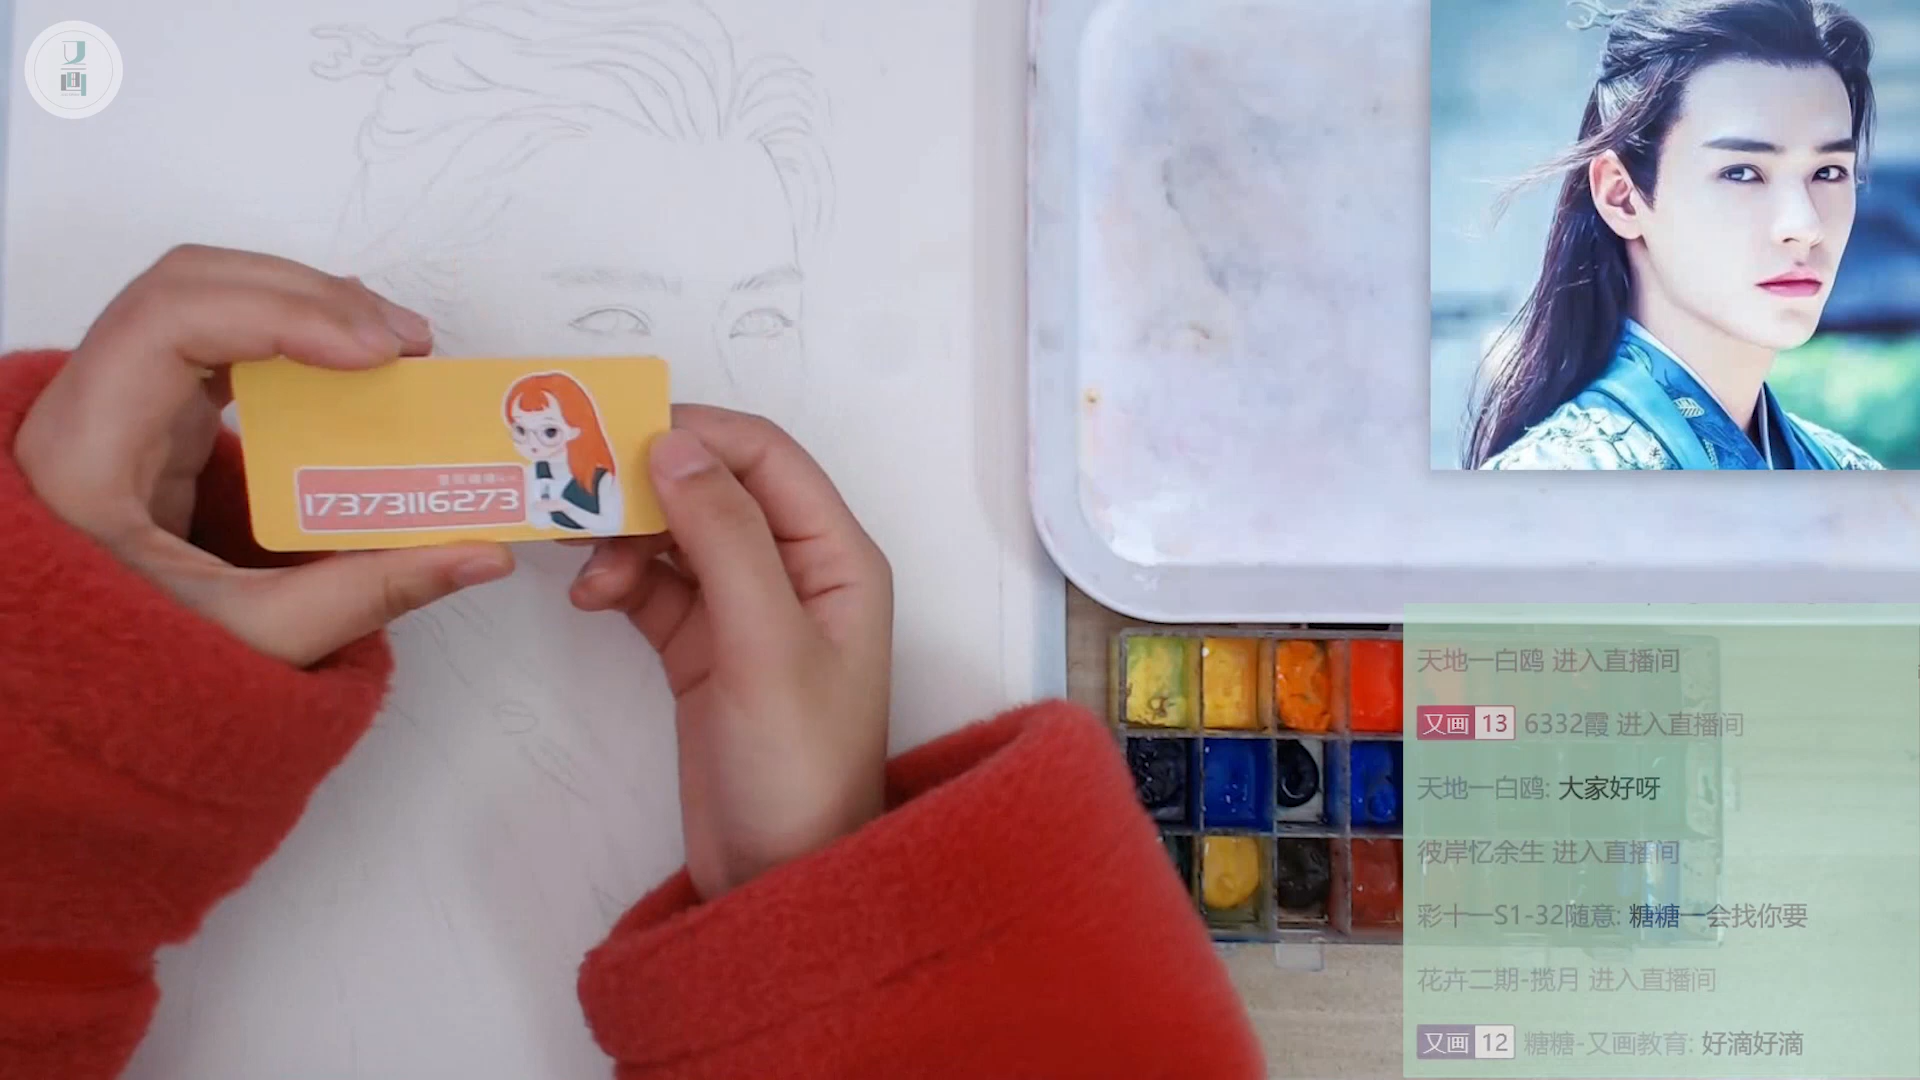 又画
17373116273
天地一白鸥 进入直播间
又画 13 6332霞 进入直播间
天地一白鸥: 大家好呀
彼岸忆余生 进入直播间
彩十一S1-32随意: 糖糖一会找你要
花卉二期-揽月 进入直播间
又画 12 糖糖-又画教育: 好滴好滴